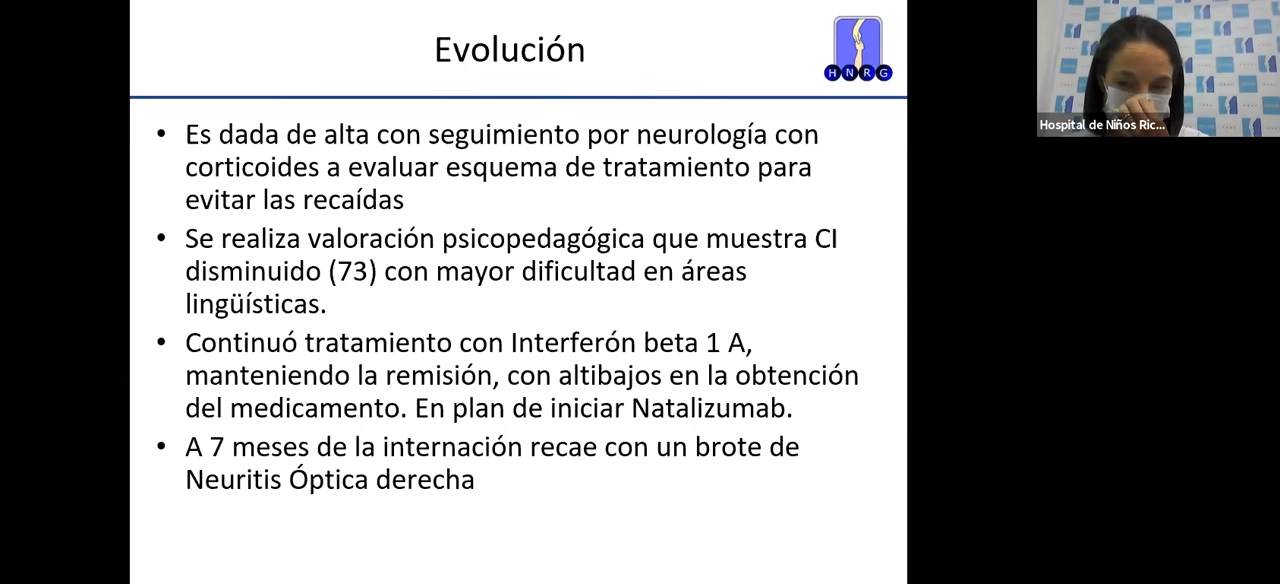 Evolución
H N R G
• Es dada de alta con seguimiento por neurología con
corticoides a evaluar esquema de tratamiento para
evitar las recaídas
• Se realiza valoración psicopedagógica que muestra CI
disminuido (73) con mayor dificultad en áreas
lingüísticas.
• Continuó tratamiento con Interferón beta 1 A,
manteniendo la remisión, con altibajos en la obtención
del medicamento. En plan de iniciar Natalizumab.
• A 7 meses de la internación recae con un brote de
Neuritis Óptica derecha
Hospital de Niños Ric...